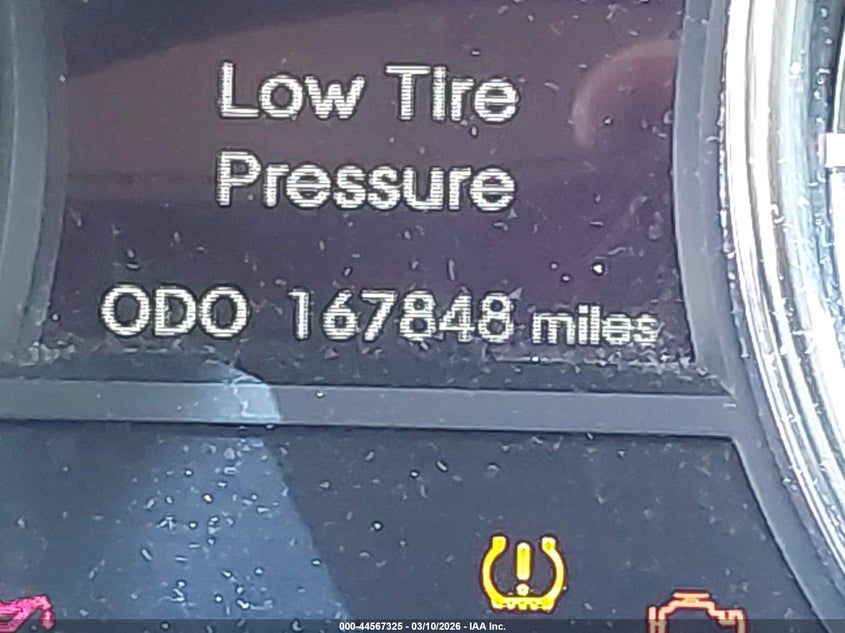 Low Tire
Pressure
ODO 167848 miles
000-44567325 - 03/10/2026 - IAA Inc.